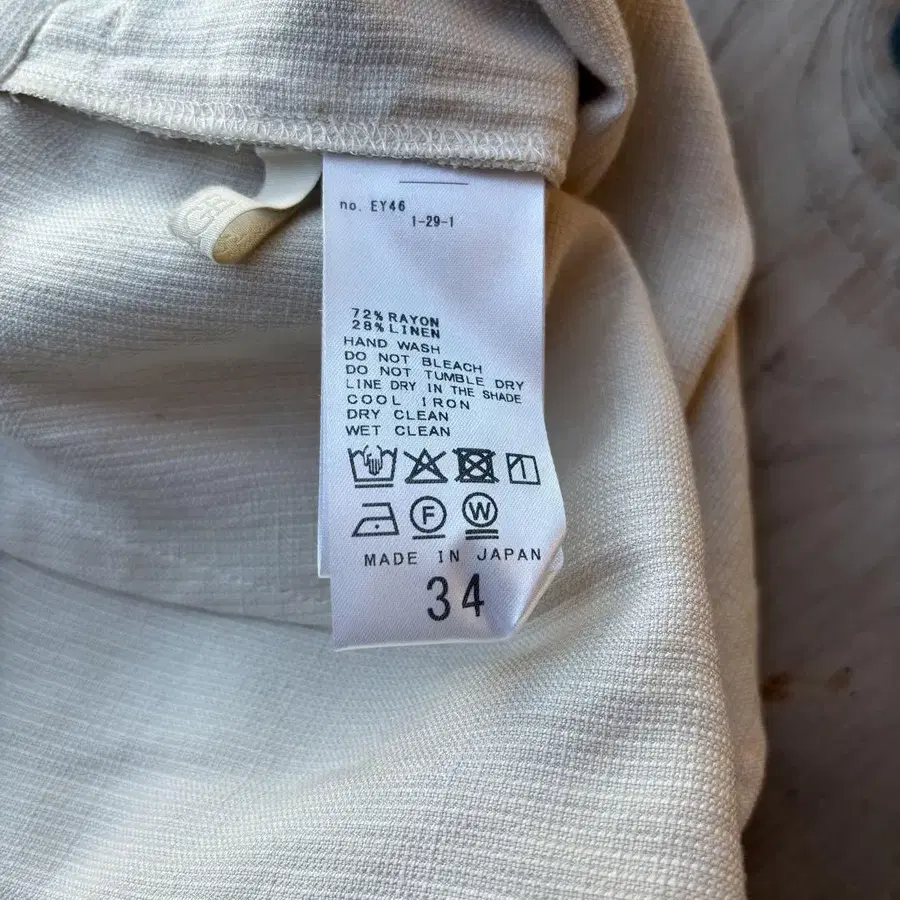 no. EY46
1-29-1
72% RAYON
28% LINEN
HAND WASH
DO NOT BLEACH
DO NOT TUMBLE DRY
LINE DRY IN THE SHADE
COOL IRON
DRY CLEAN
WET CLEAN
F W
MADE IN JAPAN
34